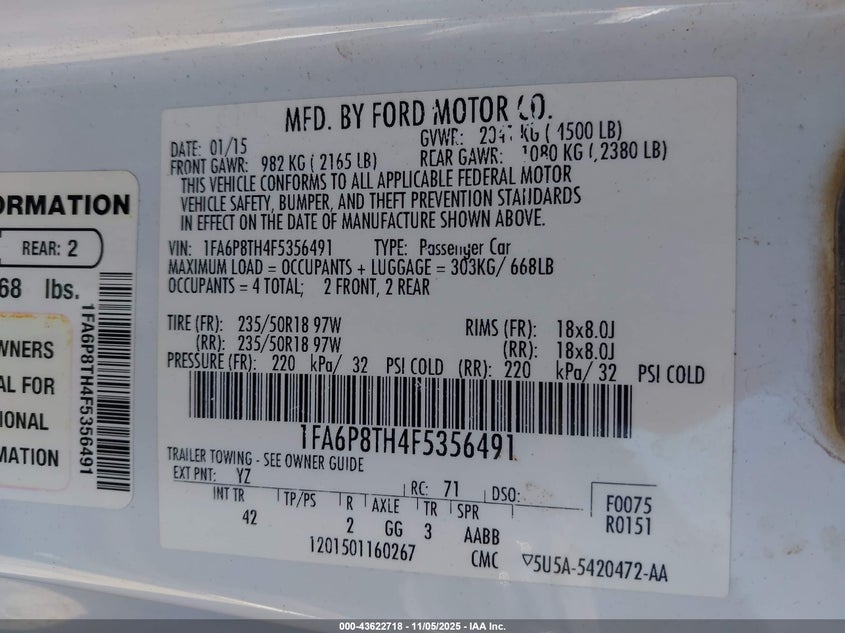 MFD. BY FORD MOTOR CO.
DATE: 01/15 GVWR: 2041 KG ( 4500 LB)
FRONT GAWR: 982 KG ( 2165 LB) REAR GAWR: 1080 KG ( 2380 LB)
THIS VEHICLE CONFORMS TO ALL APPLICABLE FEDERAL MOTOR
VEHICLE SAFETY, BUMPER, AND THEFT PREVENTION STANDARDS
IN EFFECT ON THE DATE OF MANUFACTURE SHOWN ABOVE.
VIN: 1FA6P8TH4F5356491 TYPE: Passenger Car
MAXIMUM LOAD = OCCUPANTS + LUGGAGE = 303KG/ 668LB
OCCUPANTS = 4 TOTAL; 2 FRONT, 2 REAR
TIRE (FR): 235/50R18 97W RIMS (FR): 18x8.0J
(RR): 235/50R18 97W (RR): 18x8.0J
PRESSURE (FR): 220 kPa/ 32 PSI COLD (RR): 220 kPa/ 32 PSI COLD
1FA6P8TH4F5356491
TRAILER TOWING - SEE OWNER GUIDE
EXT PNT: YZ RC: 71 DSO:
INT TR TP/PS R AXLE TR SPR
42 2 GG 3 AABB
1201501160267 CMC
F0075
R0151
5U5A-5420472-AA
ORMATION
REAR: 2
68 lbs.
WNERS
AL FOR
IONAL
MATION
1FA6P8TH4F5356491
000-43622718 - 11/05/2025 - IAA Inc.